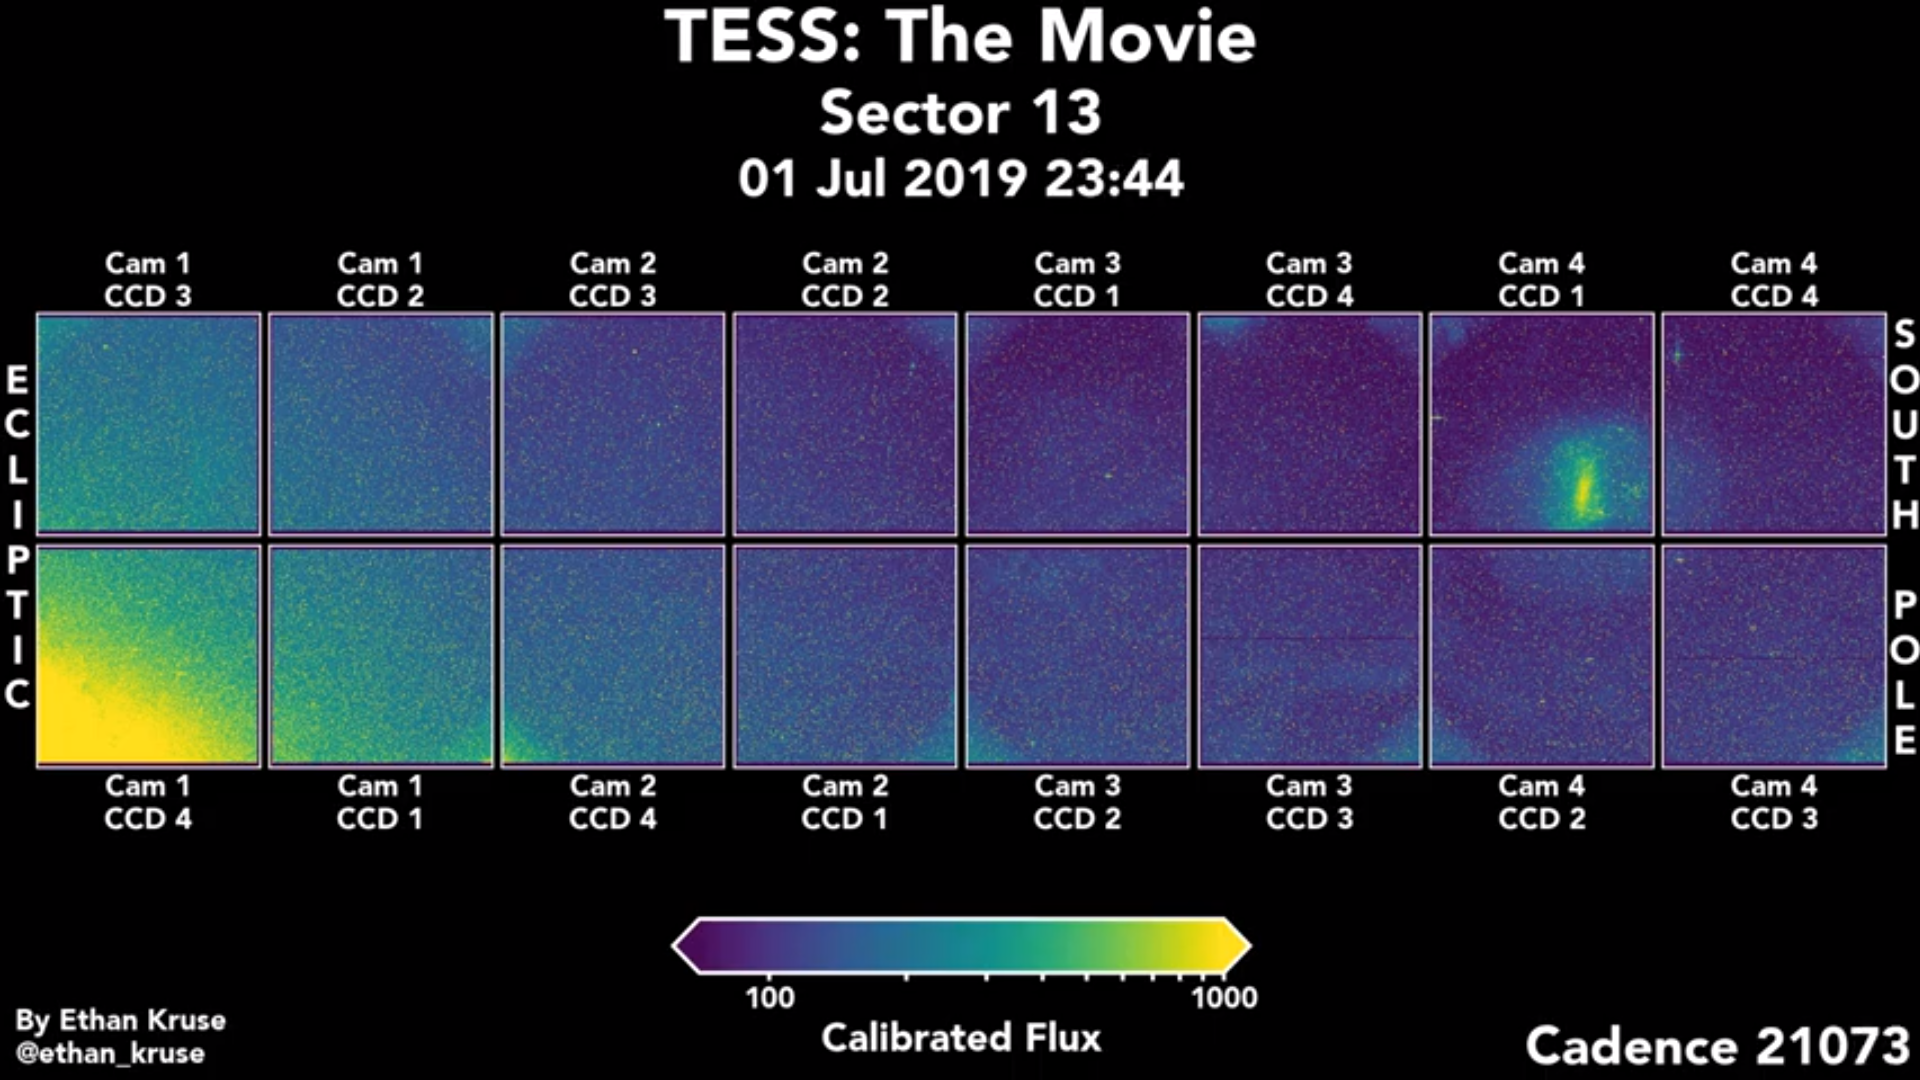 TESS: The Movie
Sector 13
01 Jul 2019 23:44
Cam 1 Cam 1 Cam 2 Cam 2 Cam 3 Cam 3 Cam 4 Cam 4
CCD 3 CCD 2 CCD 3 CCD 2 CCD 1 CCD 4 CCD 1 CCD 4
ECLIPTIC
SOUTH POLE
Cam 1 Cam 1 Cam 2 Cam 2 Cam 3 Cam 3 Cam 4 Cam 4
CCD 4 CCD 1 CCD 4 CCD 1 CCD 2 CCD 3 CCD 2 CCD 3
100 1000
Calibrated Flux
By Ethan Kruse
@ethan_kruse
Cadence 21073